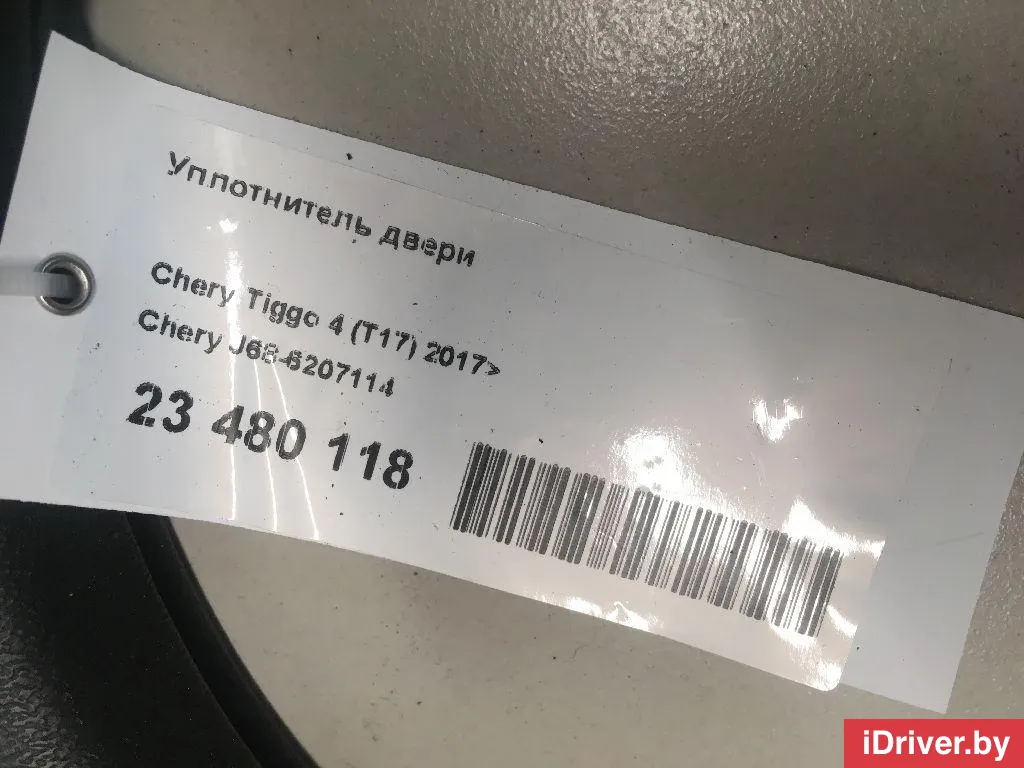 Уплотнитель двери
Chery Tiggo 4 (T17) 2017>
Chery J68-6207114
23 480 118
iDriver.by